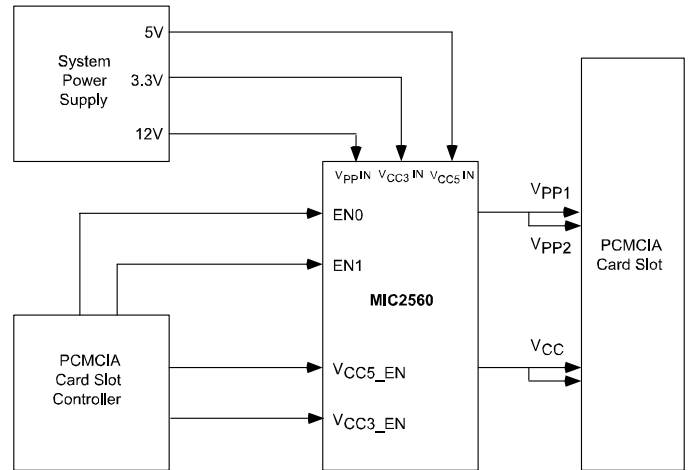 System
Power
Supply
5V
3.3V
12V
VPP IN VCC3 IN VCC5 IN
EN0
EN1
MIC2560
VCC5_EN
VCC3_EN
PCMCIA
Card Slot
Controller
VPP1
VPP2
VCC
PCMCIA
Card Slot